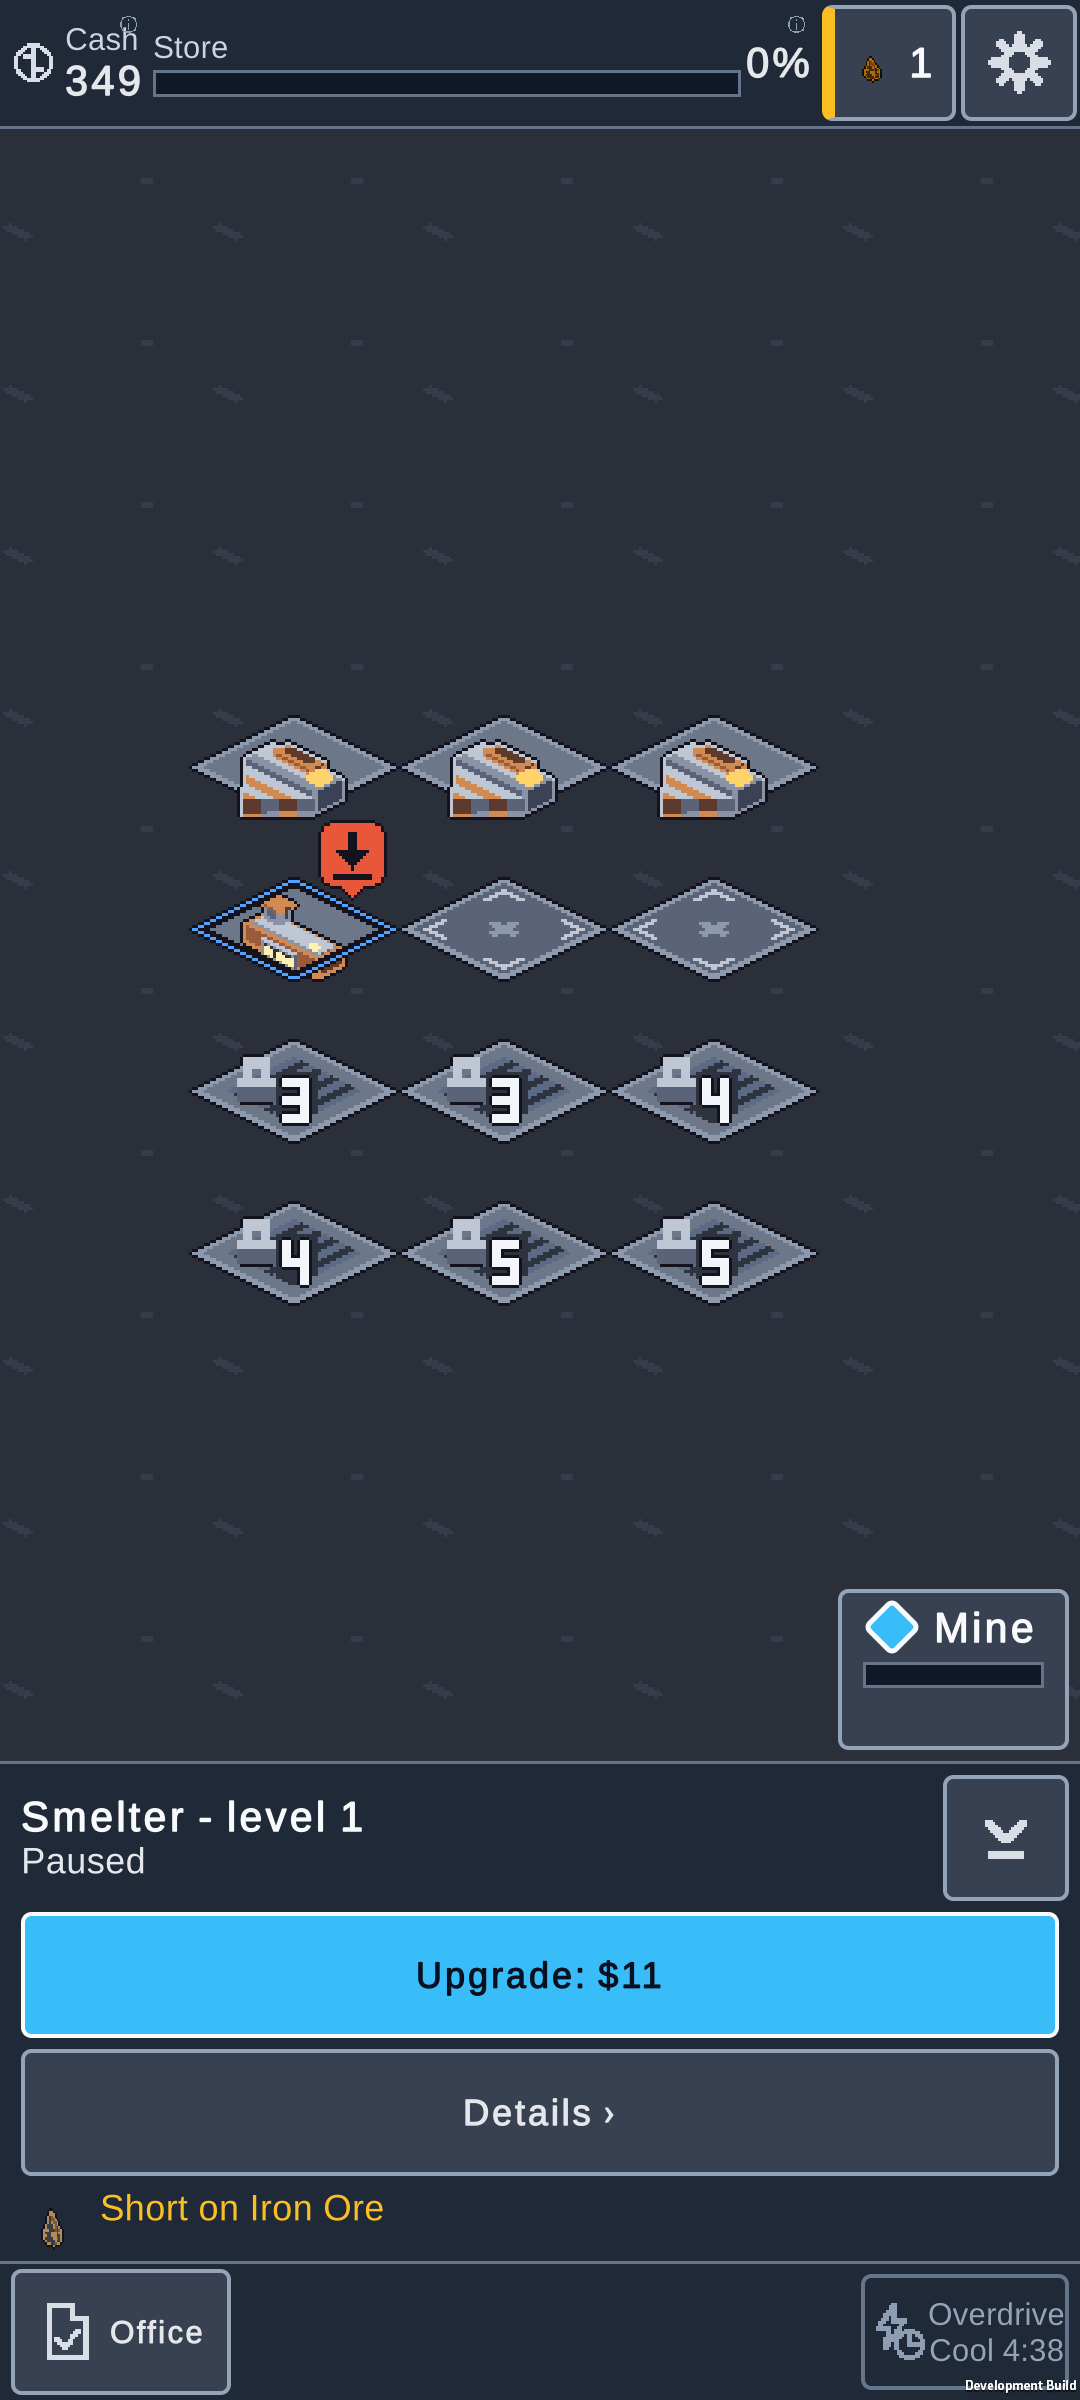 Cash
349
Store
0%
1
3
3
4
4
5
5
Mine
Smelter - level 1
Paused
Upgrade: $11
Details ›
Short on Iron Ore
Office
Overdrive
Cool 4:38
Development Build